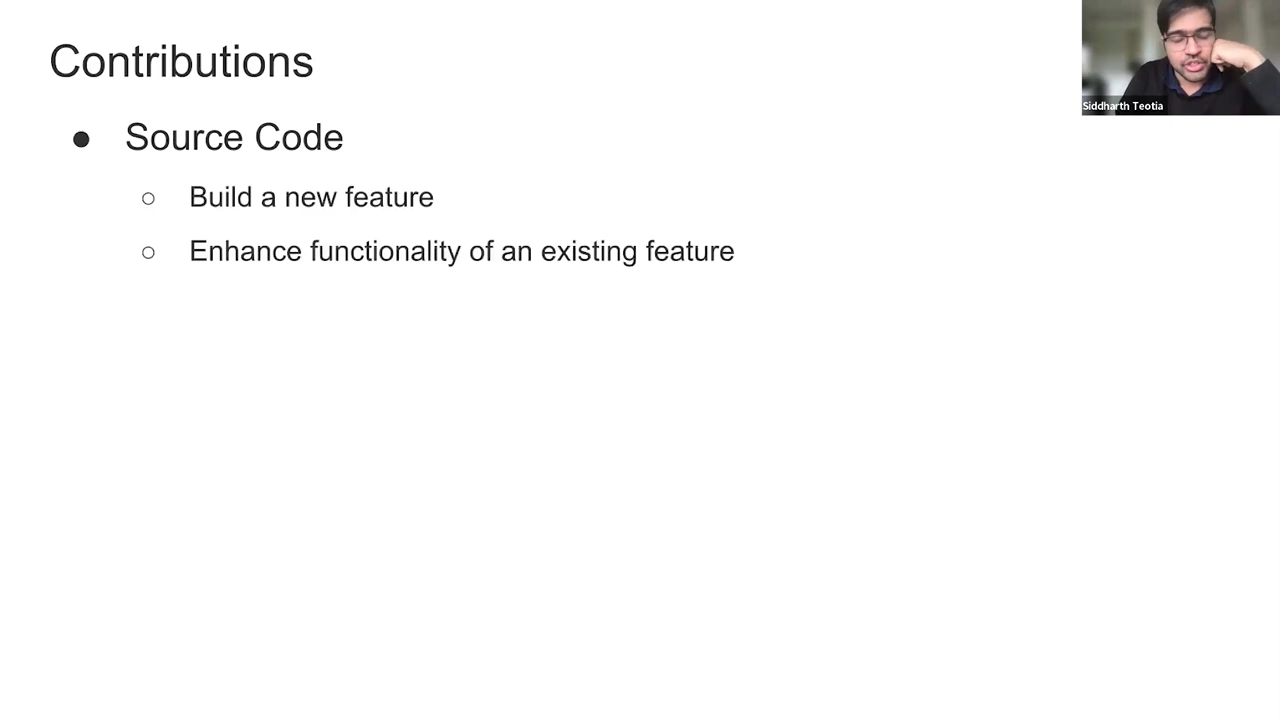 Contributions
● Source Code
○ Build a new feature
○ Enhance functionality of an existing feature
Siddharth Teotia